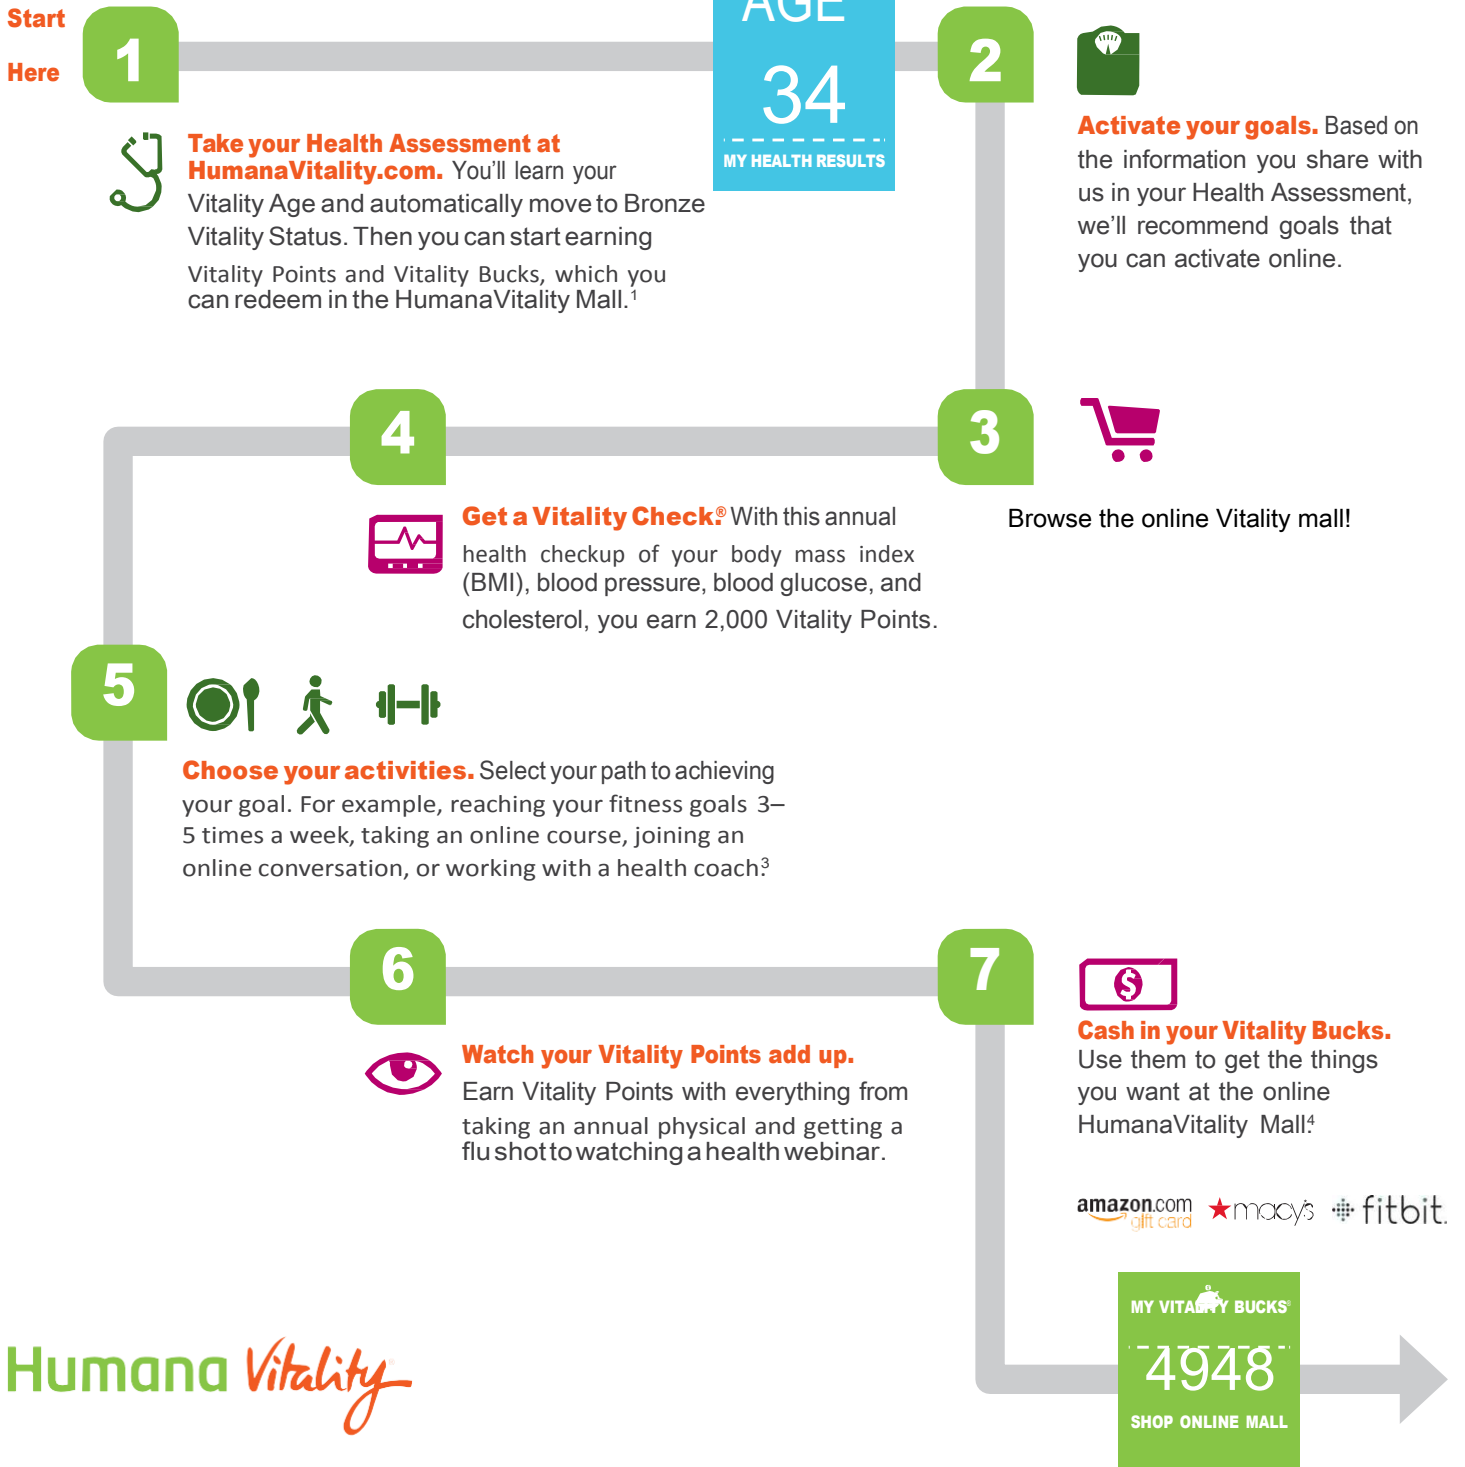 Start
Here
1
AGE
34
MY HEALTH RESULTS
2
Take your Health Assessment at
HumanaVitality.com. You'll learn your
Vitality Age and automatically move to Bronze
Vitality Status. Then you can start earning
Vitality Points and Vitality Bucks, which you
can redeem in the HumanaVitality Mall.1
Activate your goals. Based on
the information you share with
us in your Health Assessment,
we'll recommend goals that
you can activate online.
3
Browse the online Vitality mall!
4
Get a Vitality Check.® With this annual
health checkup of your body mass index
(BMI), blood pressure, blood glucose, and
cholesterol, you earn 2,000 Vitality Points.
5
Choose your activities. Select your path to achieving
your goal. For example, reaching your fitness goals 3–
5 times a week, taking an online course, joining an
online conversation, or working with a health coach.3
6
Watch your Vitality Points add up.
Earn Vitality Points with everything from
taking an annual physical and getting a
flu shot to watching a health webinar.
7
Cash in your Vitality Bucks.
Use them to get the things
you want at the online
HumanaVitality Mall.4
amazon.com
gift card
macy's
fitbit.
MY VITALITY BUCKS®
4948
SHOP ONLINE MALL
Humana Vitality